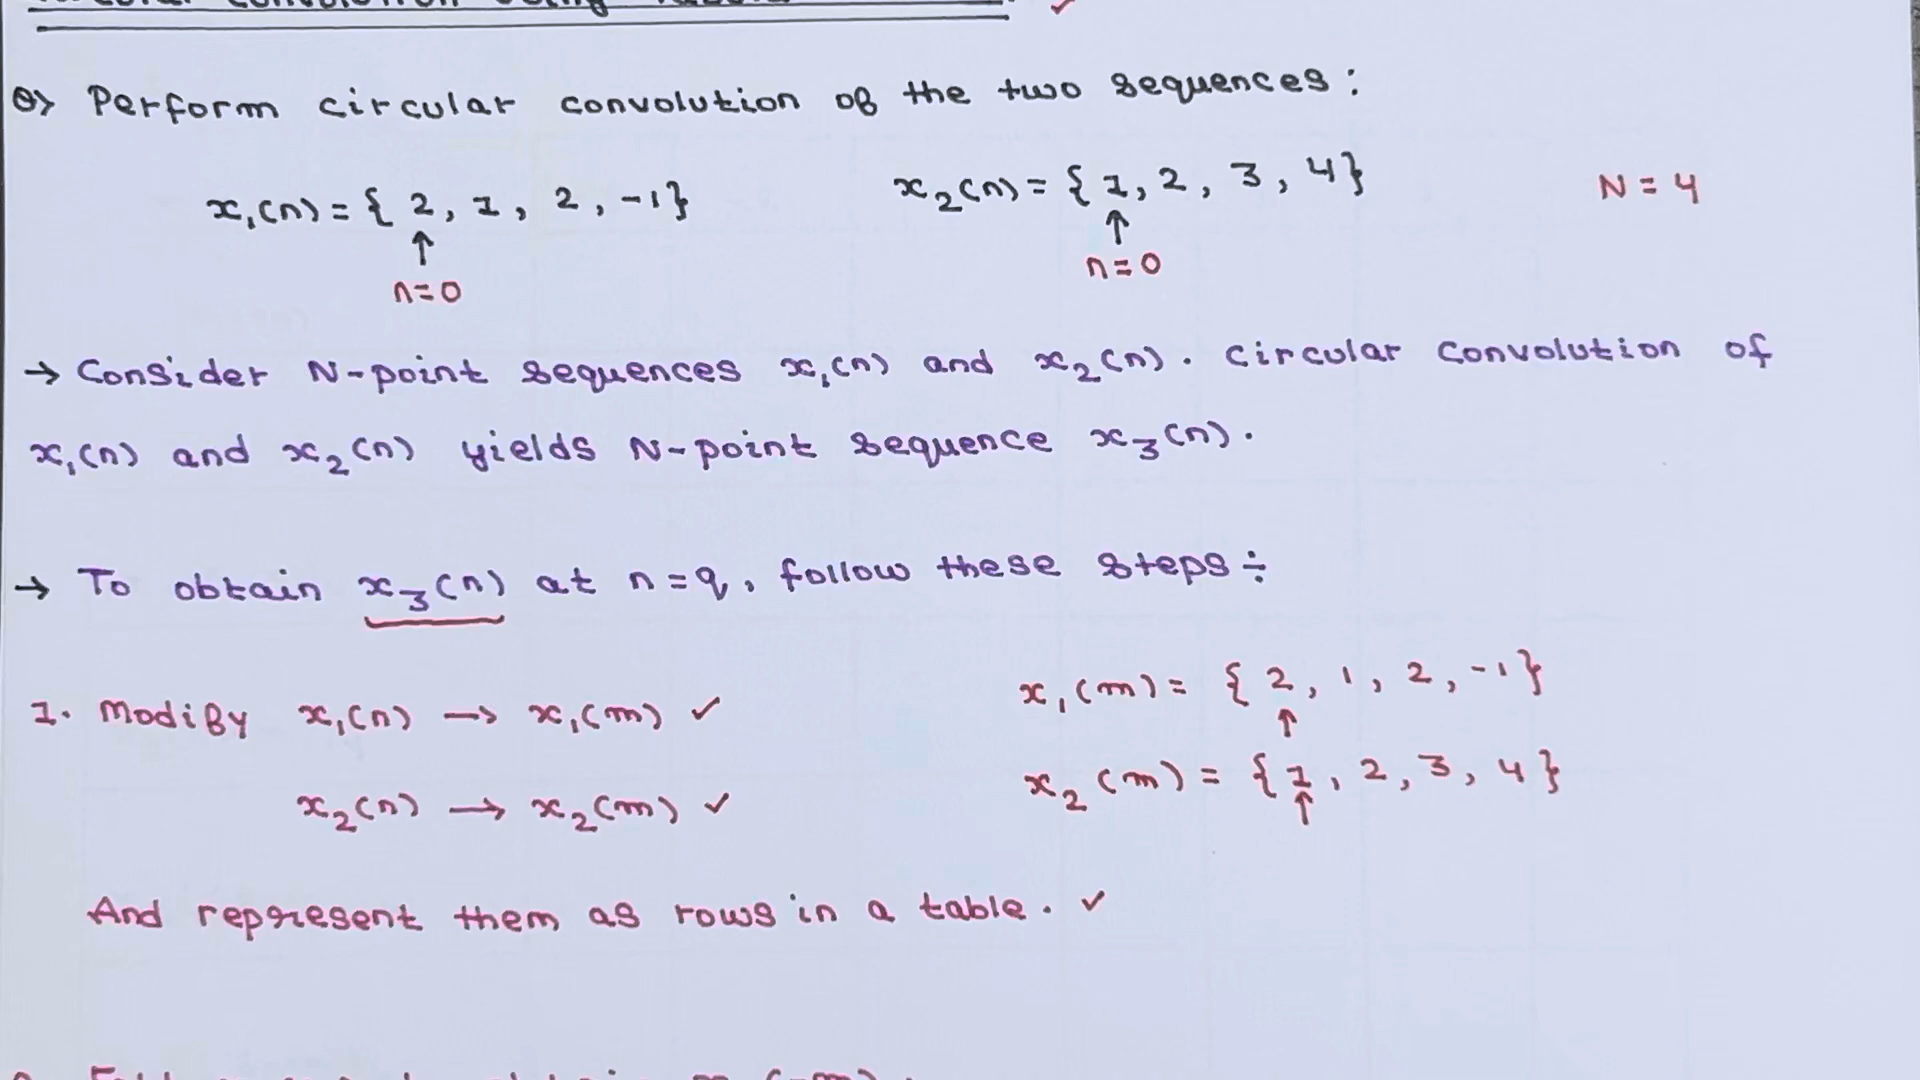 Q> Perform circular convolution of the two sequences:
x₁(n) = { 2, 1, 2, -1} x₂(n) = { 1, 2, 3, 4} N = 4
↑ ↑
n=0 n=0
→ Consider N-point sequences x₁(n) and x₂(n). Circular Convolution of
x₁(n) and x₂(n) yields N-point sequence x₃(n).
→ To obtain x₃(n) at n=q, follow these steps÷
1. Modify x₁(n) → x₁(m) ✓ x₁(m) = { 2, 1, 2, -1}
↑
x₂(n) → x₂(m) ✓ x₂(m) = {1, 2, 3, 4}
↑
And represent them as rows in a table. ✓